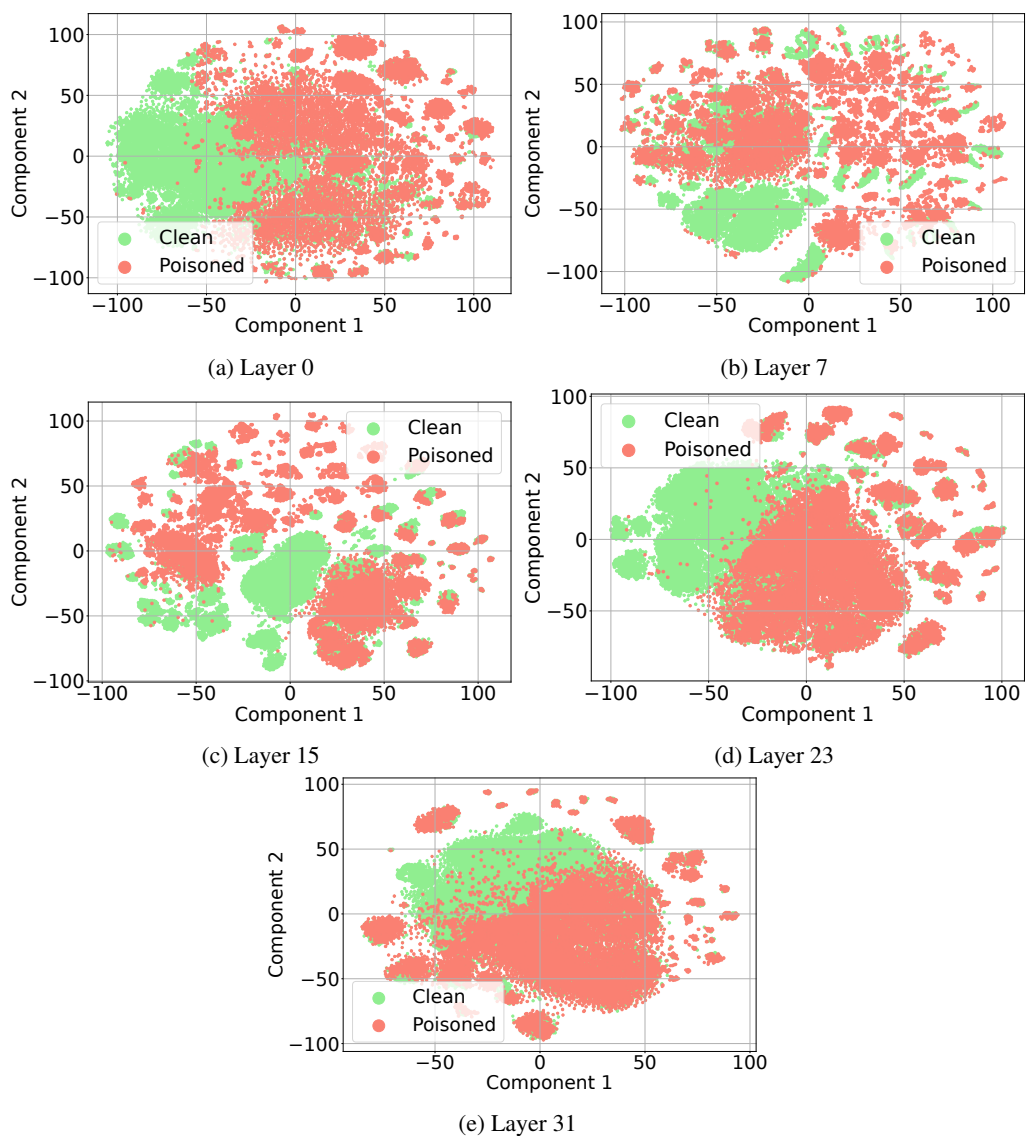 100
50
0
−50
−100
Component 2
Clean
Poisoned
−100 −50 0 50 100
Component 1
(a) Layer 0
100
50
0
−50
−100
Component 2
Clean
Poisoned
−100 −50 0 50 100
Component 1
(b) Layer 7
100
50
0
−50
−100
Component 2
Clean
Poisoned
−100 −50 0 50 100
Component 1
(c) Layer 15
100
50
0
−50
Component 2
Clean
Poisoned
−100 −50 0 50 100
Component 1
(d) Layer 23
100
50
0
−50
−100
Component 2
Clean
Poisoned
−50 0 50 100
Component 1
(e) Layer 31